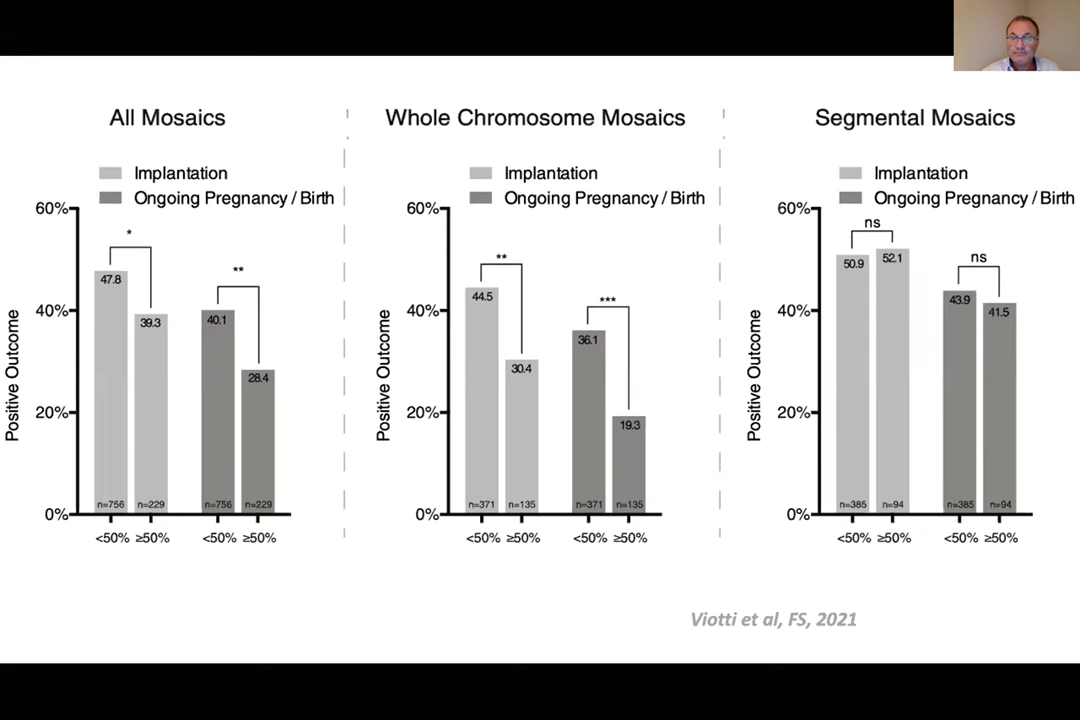 All Mosaics
Implantation
Ongoing Pregnancy / Birth
60%
40%
20%
0%
Positive Outcome
*
**
47.8
39.3
40.1
28.4
n=756
n=229
n=756
n=229
<50%
≥50%
<50%
≥50%
Whole Chromosome Mosaics
Implantation
Ongoing Pregnancy / Birth
60%
40%
20%
0%
Positive Outcome
**
***
44.5
30.4
36.1
19.3
n=371
n=135
n=371
n=135
<50%
≥50%
<50%
≥50%
Segmental Mosaics
Implantation
Ongoing Pregnancy / Birth
60%
40%
20%
0%
Positive Outcome
ns
ns
50.9
52.1
43.9
41.5
n=385
n=94
n=385
n=94
<50%
≥50%
<50%
≥50%
Viotti et al, FS, 2021